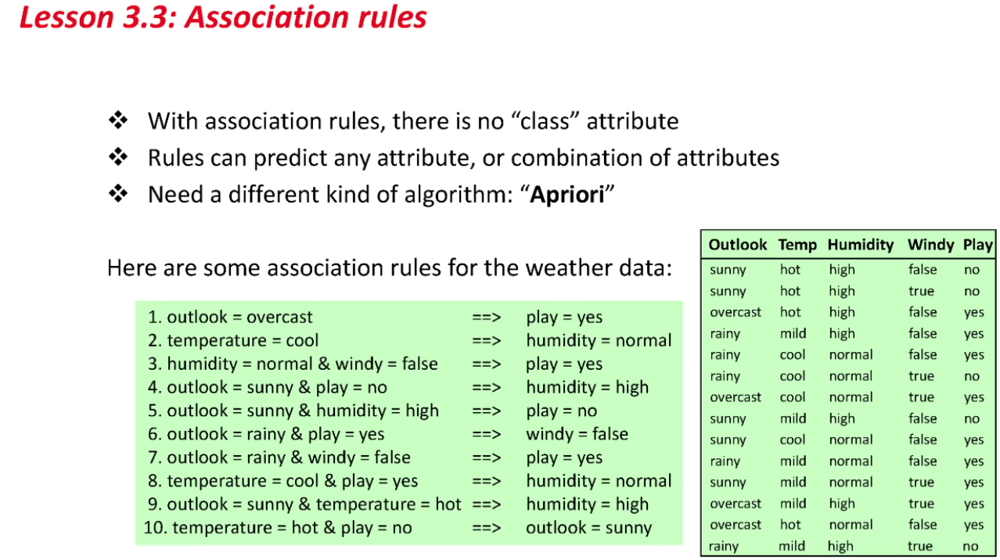 Lesson 3.3: Association rules
❖ With association rules, there is no “class” attribute
❖ Rules can predict any attribute, or combination of attributes
❖ Need a different kind of algorithm: “Apriori”
Here are some association rules for the weather data:
1. outlook = overcast ==> play = yes
2. temperature = cool ==> humidity = normal
3. humidity = normal & windy = false ==> play = yes
4. outlook = sunny & play = no ==> humidity = high
5. outlook = sunny & humidity = high ==> play = no
6. outlook = rainy & play = yes ==> windy = false
7. outlook = rainy & windy = false ==> play = yes
8. temperature = cool & play = yes ==> humidity = normal
9. outlook = sunny & temperature = hot ==> humidity = high
10. temperature = hot & play = no ==> outlook = sunny
Outlook Temp Humidity Windy Play
sunny hot high false no
sunny hot high true no
overcast hot high false yes
rainy mild high false yes
rainy cool normal false yes
rainy cool normal true no
overcast cool normal true yes
sunny mild high false no
sunny cool normal false yes
rainy mild normal false yes
sunny mild normal true yes
overcast mild high true yes
overcast hot normal false yes
rainy mild high true no